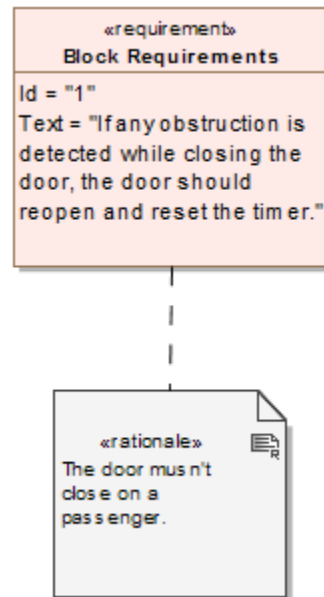 «requirement»
Block Requirements
Id = "1"
Text = "If any obstruction is
detected while closing the
door, the door should
reopen and reset the timer."
«rationale»
The door musn't
close on a
passenger.
R